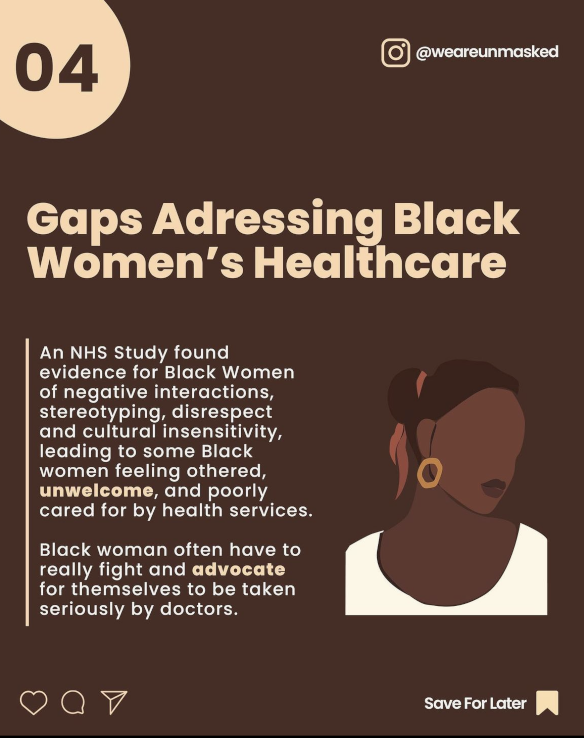 04
@weareunmasked
Gaps Adressing Black
Women’s Healthcare
An NHS Study found
evidence for Black Women
of negative interactions,
stereotyping, disrespect
and cultural insensitivity,
leading to some Black
women feeling othered,
unwelcome, and poorly
cared for by health services.
Black woman often have to
really fight and advocate
for themselves to be taken
seriously by doctors.
Save For Later